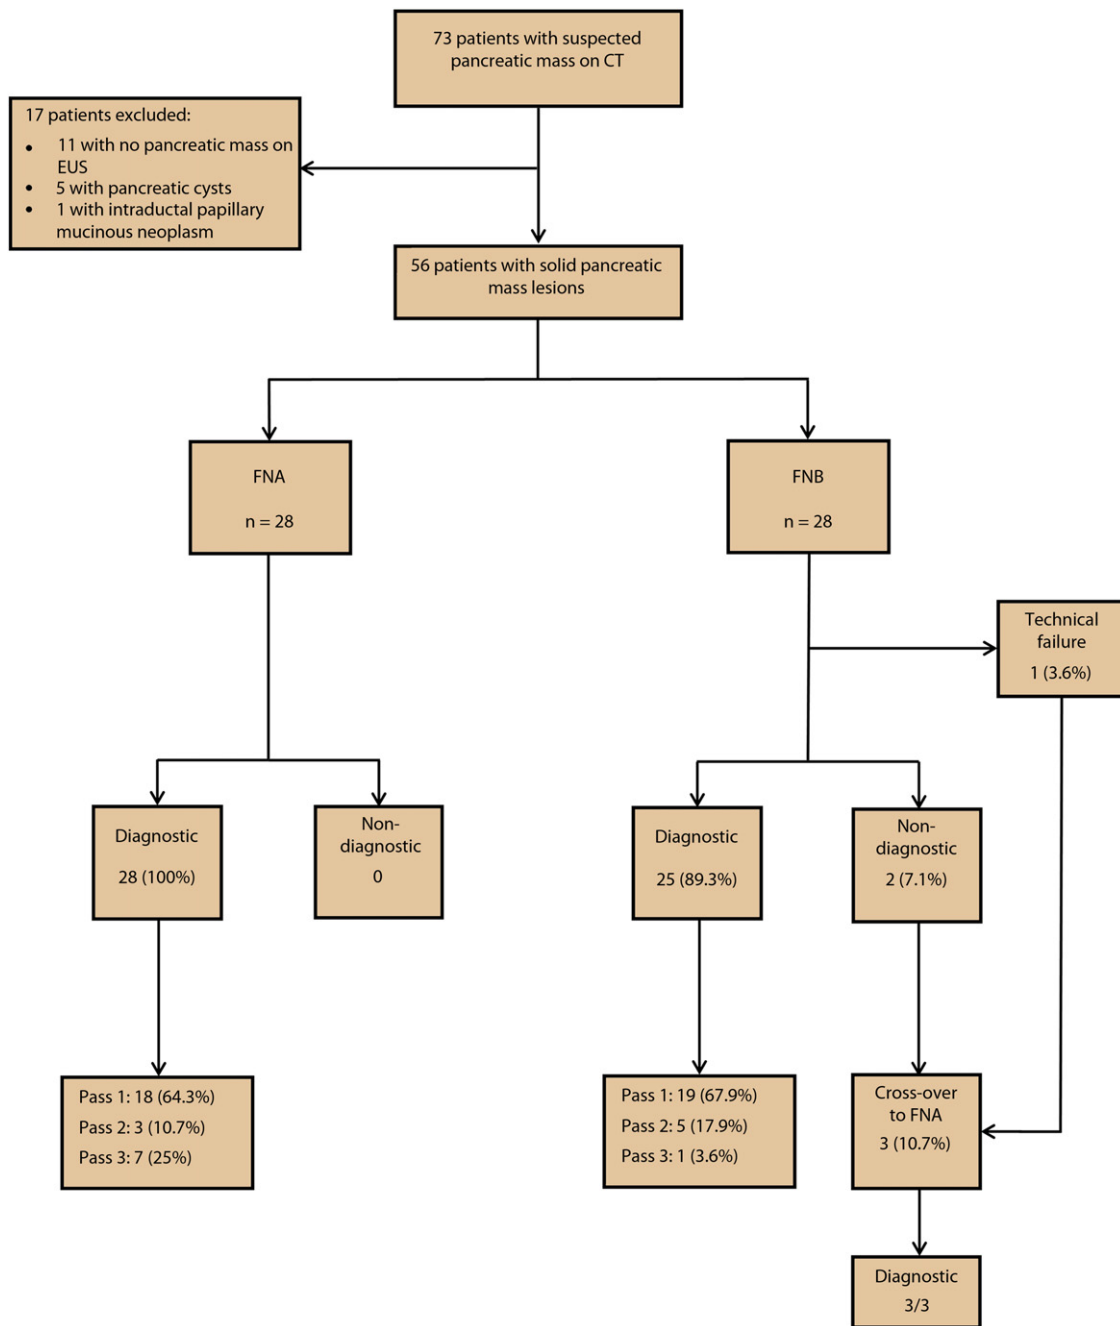 73 patients with suspected
pancreatic mass on CT
17 patients excluded:
• 11 with no pancreatic mass on
EUS
• 5 with pancreatic cysts
• 1 with intraductal papillary
mucinous neoplasm
56 patients with solid pancreatic
mass lesions
FNA
n = 28
FNB
n = 28
Technical
failure
1 (3.6%)
Diagnostic
28 (100%)
Non-
diagnostic
0
Diagnostic
25 (89.3%)
Non-
diagnostic
2 (7.1%)
Pass 1: 18 (64.3%)
Pass 2: 3 (10.7%)
Pass 3: 7 (25%)
Pass 1: 19 (67.9%)
Pass 2: 5 (17.9%)
Pass 3: 1 (3.6%)
Cross-over
to FNA
3 (10.7%)
Diagnostic
3/3